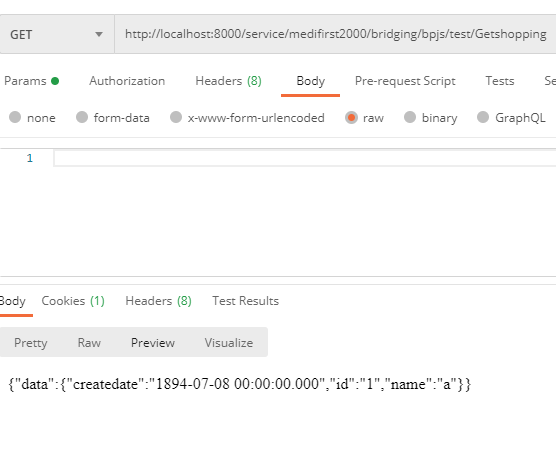 GET http://localhost:8000/service/medifirst2000/bridging/bpjs/test/Getshopping
Params Authorization Headers (8) Body Pre-request Script Tests Se
none form-data x-www-form-urlencoded raw binary GraphQL
1
Body Cookies (1) Headers (8) Test Results
Pretty Raw Preview Visualize
{"data":{"createdate":"1894-07-08 00:00:00.000","id":"1","name":"a"}}